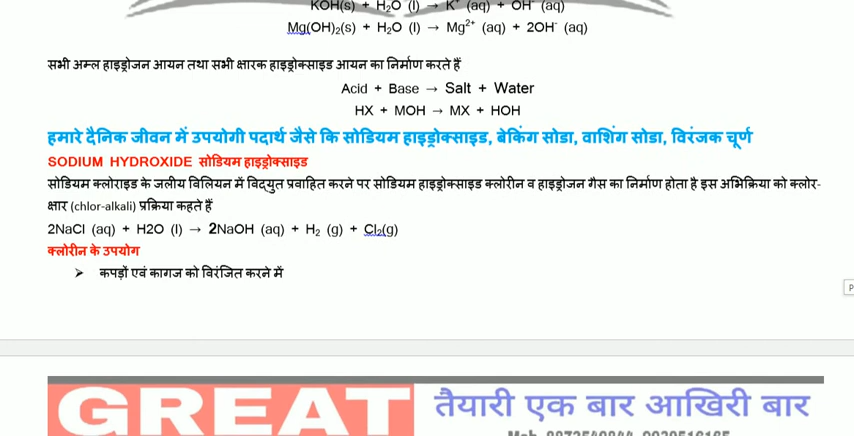 KOH(s) + H₂O (l) → K⁺ (aq) + OH⁻ (aq)
Mg(OH)₂(s) + H₂O (l) → Mg²⁺ (aq) + 2OH⁻ (aq)
सभी अम्ल हाइड्रोजन आयन तथा सभी क्षारक हाइड्रोक्साइड आयन का निर्माण करते हैं
Acid + Base → Salt + Water
HX + MOH → MX + HOH
हमारे दैनिक जीवन में उपयोगी पदार्थ जैसे कि सोडियम हाइड्रोक्साइड, बेकिंग सोडा, वाशिंग सोडा, विरंजक चूर्ण
SODIUM HYDROXIDE सोडियम हाइड्रोक्साइड
सोडियम क्लोराइड के जलीय विलियन में विद्युत प्रवाहित करने पर सोडियम हाइड्रोक्साइड क्लोरीन व हाइड्रोजन गैस का निर्माण होता है इस अभिक्रिया को क्लोर-
क्षार (chlor-alkali) प्रक्रिया कहते हैं
2NaCl (aq) + H2O (l) → 2NaOH (aq) + H₂ (g) + Cl₂(g)
क्लोरीन के उपयोग
➢ कपड़ों एवं कागज को विरंजित करने में
P
GREAT तैयारी एक बार आखिरी बार